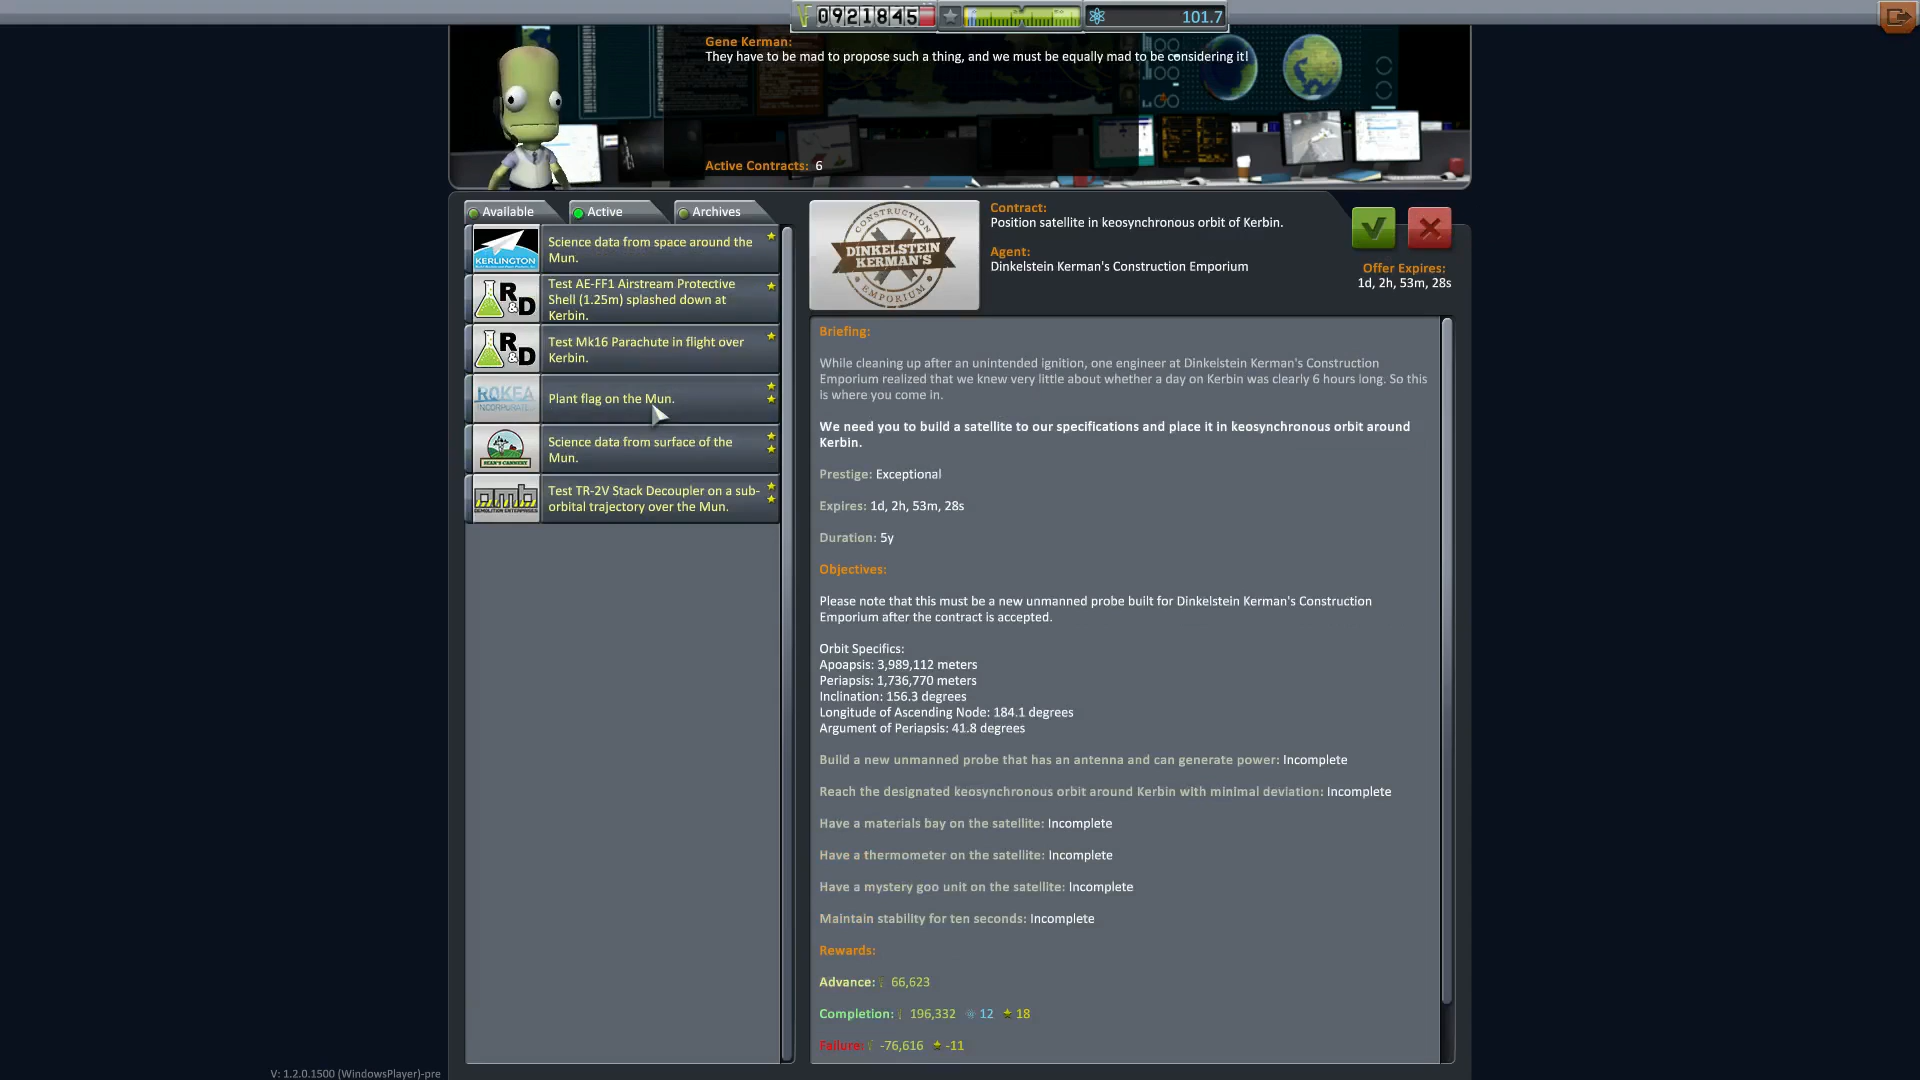 0921845
101.7
Gene Kerman:
They have to be mad to propose such a thing, and we must be equally mad to be considering it!
Active Contracts: 6
Available
Active
Archives
KERLINGTON
Science data from space around the Mun.
R&D
Test AE-FF1 Airstream Protective Shell (1.25m) splashed down at Kerbin.
R&D
Test Mk16 Parachute in flight over Kerbin.
ROKEA
INCORPORATED
Plant flag on the Mun.
SEAN'S CANNERY
Science data from surface of the Mun.
OMB
DEMOLITION ENTERPRISES
Test TR-2V Stack Decoupler on a sub-orbital trajectory over the Mun.
CONSTRUCTION
DINKELSTEIN
KERMAN'S
EMPORIUM
Contract:
Position satellite in keosynchronous orbit of Kerbin.
Agent:
Dinkelstein Kerman's Construction Emporium
Offer Expires:
1d, 2h, 53m, 28s
Briefing:
While cleaning up after an unintended ignition, one engineer at Dinkelstein Kerman's Construction
Emporium realized that we knew very little about whether a day on Kerbin was clearly 6 hours long. So this
is where you come in.
We need you to build a satellite to our specifications and place it in keosynchronous orbit around
Kerbin.
Prestige: Exceptional
Expires: 1d, 2h, 53m, 28s
Duration: 5y
Objectives:
Please note that this must be a new unmanned probe built for Dinkelstein Kerman's Construction
Emporium after the contract is accepted.
Orbit Specifics:
Apoapsis: 3,989,112 meters
Periapsis: 1,736,770 meters
Inclination: 156.3 degrees
Longitude of Ascending Node: 184.1 degrees
Argument of Periapsis: 41.8 degrees
Build a new unmanned probe that has an antenna and can generate power: Incomplete
Reach the designated keosynchronous orbit around Kerbin with minimal deviation: Incomplete
Have a materials bay on the satellite: Incomplete
Have a thermometer on the satellite: Incomplete
Have a mystery goo unit on the satellite: Incomplete
Maintain stability for ten seconds: Incomplete
Rewards:
Advance: 66,623
Completion: 196,332 12 18
Failure: -76,616 -11
V: 1.2.0.1500 (WindowsPlayer)-pre